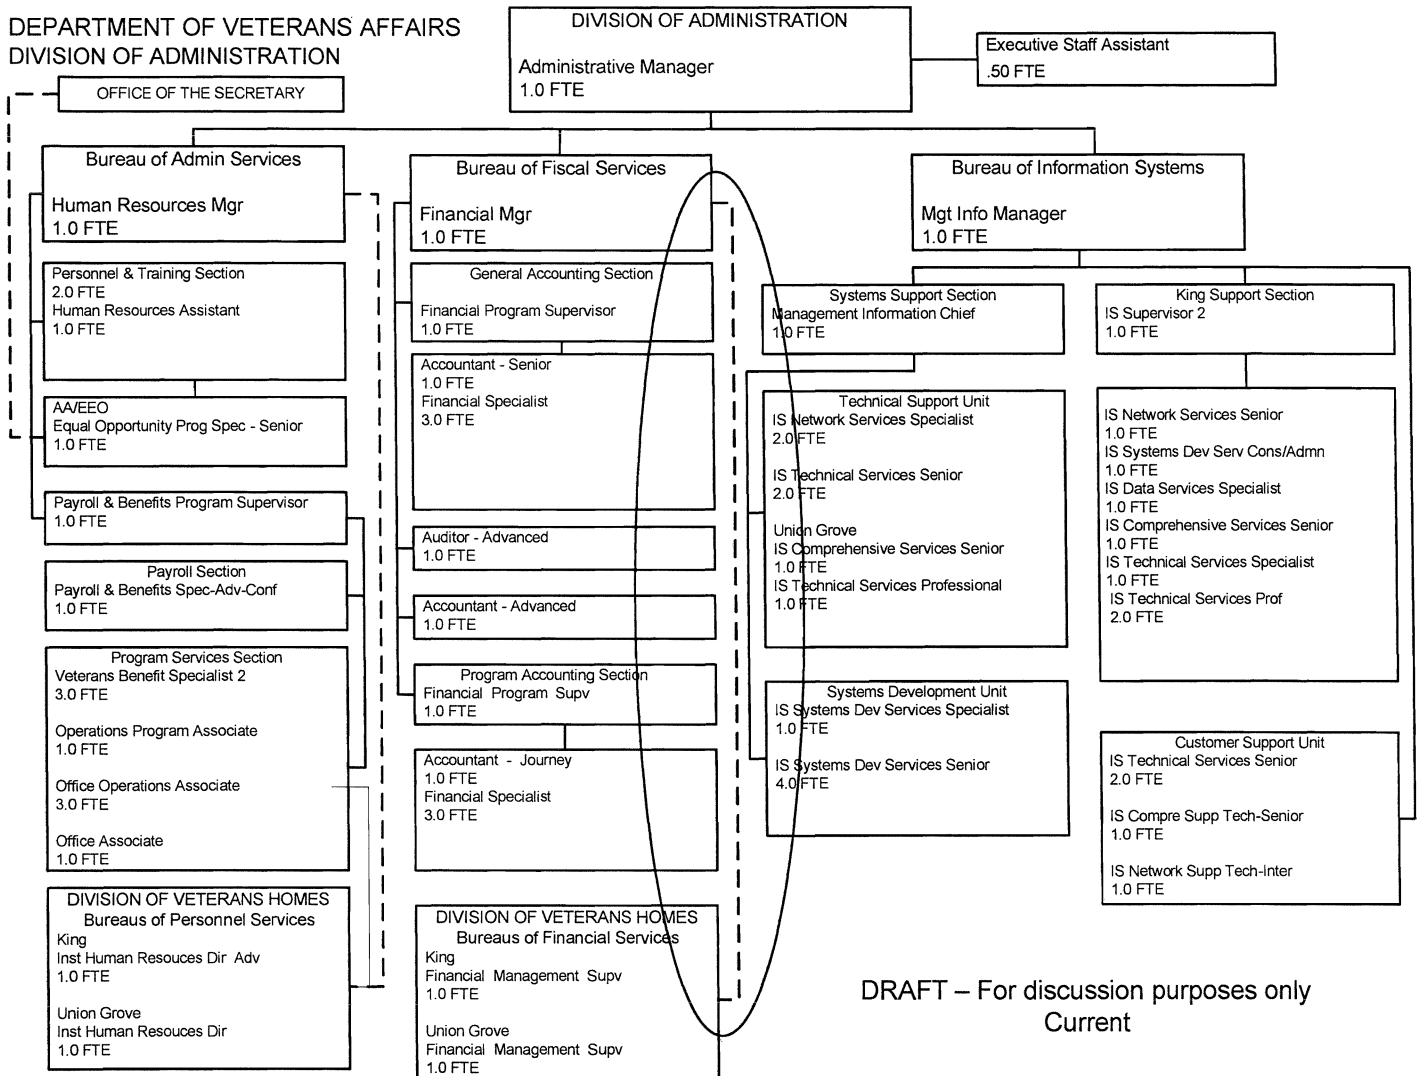 DEPARTMENT OF VETERANS AFFAIRS
DIVISION OF ADMINISTRATION
OFFICE OF THE SECRETARY
DIVISION OF ADMINISTRATION
Administrative Manager
1.0 FTE
Executive Staff Assistant
.50 FTE
Bureau of Admin Services
Human Resources Mgr
1.0 FTE
Personnel & Training Section
2.0 FTE
Human Resources Assistant
1.0 FTE
AA/EEO
Equal Opportunity Prog Spec - Senior
1.0 FTE
Payroll & Benefits Program Supervisor
1.0 FTE
Payroll Section
Payroll & Benefits Spec-Adv-Conf
1.0 FTE
Program Services Section
Veterans Benefit Specialist 2
3.0 FTE
Operations Program Associate
1.0 FTE
Office Operations Associate
3.0 FTE
Office Associate
1.0 FTE
DIVISION OF VETERANS HOMES
Bureaus of Personnel Services
King
Inst Human Resouces Dir Adv
1.0 FTE
Union Grove
Inst Human Resouces Dir
1.0 FTE
Bureau of Fiscal Services
Financial Mgr
1.0 FTE
General Accounting Section
Financial Program Supervisor
1.0 FTE
Accountant - Senior
1.0 FTE
Financial Specialist
3.0 FTE
Auditor - Advanced
1.0 FTE
Accountant - Advanced
1.0 FTE
Program Accounting Section
Financial Program Supv
1.0 FTE
Accountant - Journey
1.0 FTE
Financial Specialist
3.0 FTE
DIVISION OF VETERANS HOMES
Bureaus of Financial Services
King
Financial Management Supv
1.0 FTE
Union Grove
Financial Management Supv
1.0 FTE
Bureau of Information Systems
Mgt Info Manager
1.0 FTE
Systems Support Section
Management Information Chief
1.0 FTE
Technical Support Unit
IS Network Services Specialist
2.0 FTE
IS Technical Services Senior
2.0 FTE
Union Grove
IS Comprehensive Services Senior
1.0 FTE
IS Technical Services Professional
1.0 FTE
Systems Development Unit
IS Systems Dev Services Specialist
1.0 FTE
IS Systems Dev Services Senior
4.0 FTE
King Support Section
IS Supervisor 2
1.0 FTE
IS Network Services Senior
1.0 FTE
IS Systems Dev Serv Cons/Admn
1.0 FTE
IS Data Services Specialist
1.0 FTE
IS Comprehensive Services Senior
1.0 FTE
IS Technical Services Specialist
1.0 FTE
IS Technical Services Prof
2.0 FTE
Customer Support Unit
IS Technical Services Senior
2.0 FTE
IS Compre Supp Tech-Senior
1.0 FTE
IS Network Supp Tech-Inter
1.0 FTE
DRAFT – For discussion purposes only
Current